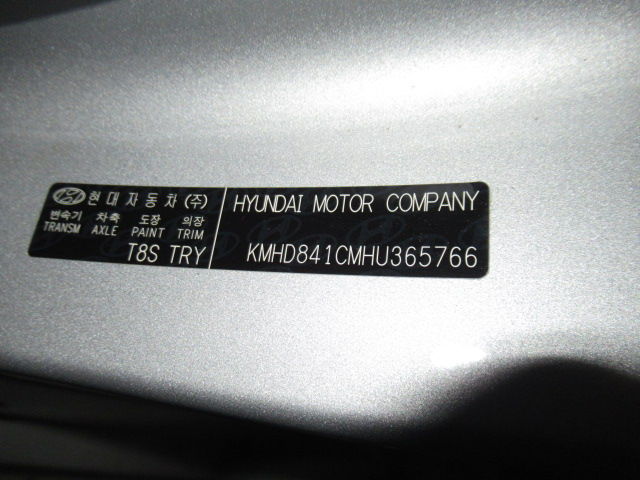 현대자동차(주)
변속기 차축 도장 의장
TRANSM AXLE PAINT TRIM
T8S TRY
HYUNDAI MOTOR COMPANY
KMHD841CMHU365766